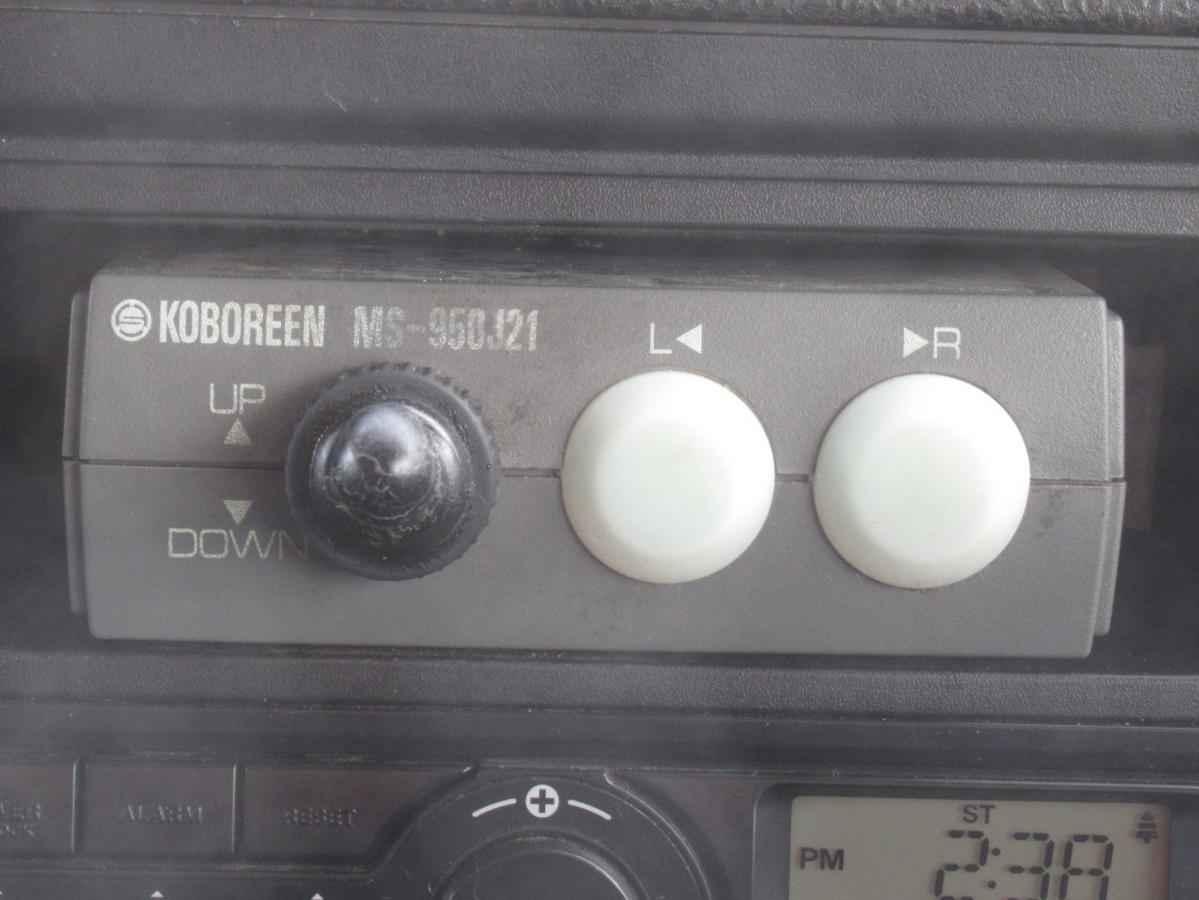 KOBOREEN MS-950J21
L◀ ▶R
UP
▲
▼
DOWN
ALARM RESET
ST
PM 2:38